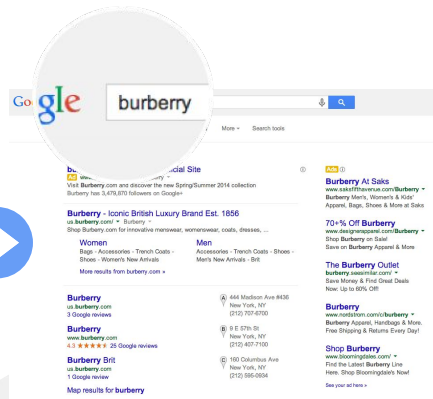 Go gle
burberry
More Search tools
cial Site
Ad
Visit Burberry.com and discover the new Spring/Summer 2014 collection
Burberry has 3,479,870 followers on Google+
Burberry - Iconic British Luxury Brand Est. 1856
us.burberry.com/ Burberry
Shop Burberry.com for innovative menswear, womenswear, coats, dresses, ...
Women
Bags - Accessories - Trench Coats -
Shoes - Women's New Arrivals
Men
Accessories - Trench Coats - Shoes -
Men's New Arrivals - Brit
More results from burberry.com »
Burberry
us.burberry.com
3 Google reviews
A 444 Madison Ave #436
New York, NY
(212) 707-6700
Burberry
www.burberry.com
4.3 ★★★★★ 25 Google reviews
B 9 E 57th St
New York, NY
(212) 407-7100
Burberry Brit
us.burberry.com
1 Google review
C 160 Columbus Ave
New York, NY
(212) 595-0934
Map results for burberry
Ads
Burberry At Saks
www.saksfifthavenue.com/Burberry
Burberry Men's, Women's & Kids'
Apparel, Bags, Shoes & More at Saks
70+% Off Burberry
www.designerapparel.com/Burberry
Shop Burberry on Sale!
Save on Burberry Apparel & More
The Burberry Outlet
burberry.seesimilar.com/
Save Money & Find Great Deals
Now: Up to 60% Off!
Burberry
www.nordstrom.com/c/burberry
Burberry Apparel, Handbags & More.
Free Shipping & Returns Every Day!
Shop Burberry
www.bloomingdales.com/
Find the Latest Burberry Line
Here. Shop Bloomingdale's Now!
See your ad here »